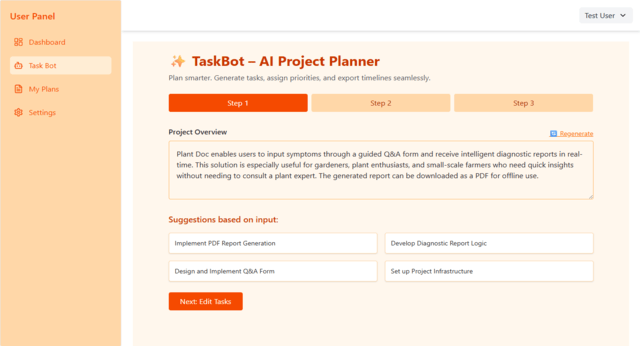 User Panel
Test User
Dashboard
Task Bot
My Plans
Settings
✨ TaskBot – AI Project Planner
Plan smarter. Generate tasks, assign priorities, and export timelines seamlessly.
Step 1
Step 2
Step 3
Project Overview
Regenerate
Plant Doc enables users to input symptoms through a guided Q&A form and receive intelligent diagnostic reports in real-
time. This solution is especially useful for gardeners, plant enthusiasts, and small-scale farmers who need quick insights
without needing to consult a plant expert. The generated report can be downloaded as a PDF for offline use.
Suggestions based on input:
Implement PDF Report Generation
Develop Diagnostic Report Logic
Design and Implement Q&A Form
Set up Project Infrastructure
Next: Edit Tasks